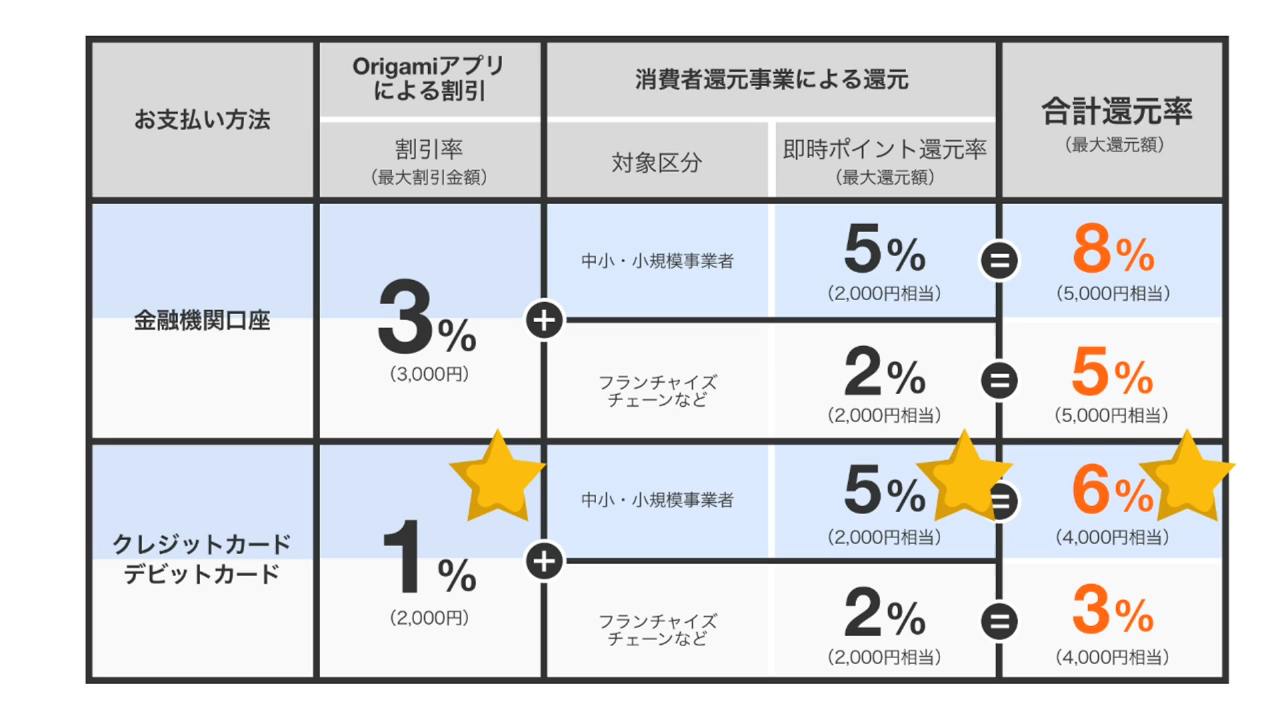 お支払い方法
Origamiアプリ
による割引
割引率
（最大割引金額）
消費者還元事業による還元
対象区分
即時ポイント還元率
（最大還元額）
合計還元率
（最大還元額）
金融機関口座
3%
（3,000円）
+
中小・小規模事業者
5%
（2,000円相当）
=
8%
（5,000円相当）
フランチャイズ
チェーンなど
2%
（2,000円相当）
=
5%
（5,000円相当）
クレジットカード
デビットカード
1%
（2,000円）
+
中小・小規模事業者
5%
（2,000円相当）
=
6%
（4,000円相当）
フランチャイズ
チェーンなど
2%
（2,000円相当）
=
3%
（4,000円相当）